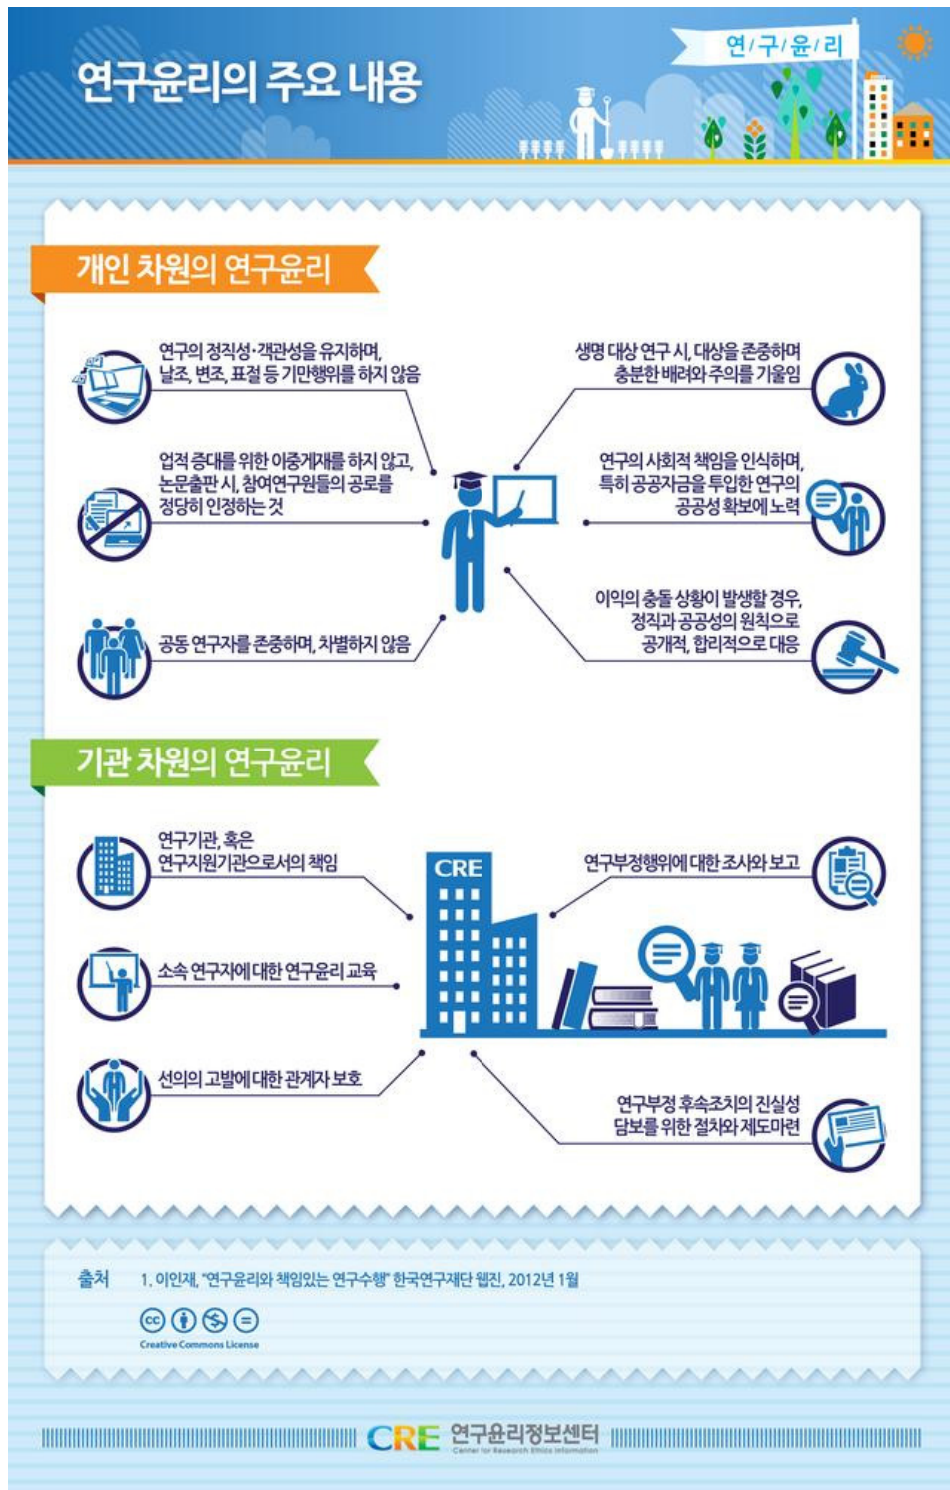 연구윤리의 주요 내용
연/구/윤/리
개인 차원의 연구윤리
연구의 정직성·객관성을 유지하며,
날조, 변조, 표절 등 기만행위를 하지 않음
업적 증대를 위한 이중게재를 하지 않고,
논문출판 시, 참여연구원들의 공로를
정당히 인정하는 것
공동 연구자를 존중하며, 차별하지 않음
생명 대상 연구 시, 대상을 존중하며
충분한 배려와 주의를 기울임
연구의 사회적 책임을 인식하며,
특히 공공자금을 투입한 연구의
공공성 확보에 노력
이익의 충돌 상황이 발생할 경우,
정직과 공공성의 원칙으로
공개적, 합리적으로 대응
기관 차원의 연구윤리
연구기관, 혹은
연구지원기관으로서의 책임
소속 연구자에 대한 연구윤리 교육
선의의 고발에 대한 관계자 보호
CRE
연구부정행위에 대한 조사와 보고
연구부정 후속조치의 진실성
담보를 위한 절차와 제도마련
출처
1. 이인재, "연구윤리와 책임있는 연구수행" 한국연구재단 웹진, 2012년 1월
cc
Creative Commons License
CRE 연구윤리정보센터
Center for Research Ethics Information